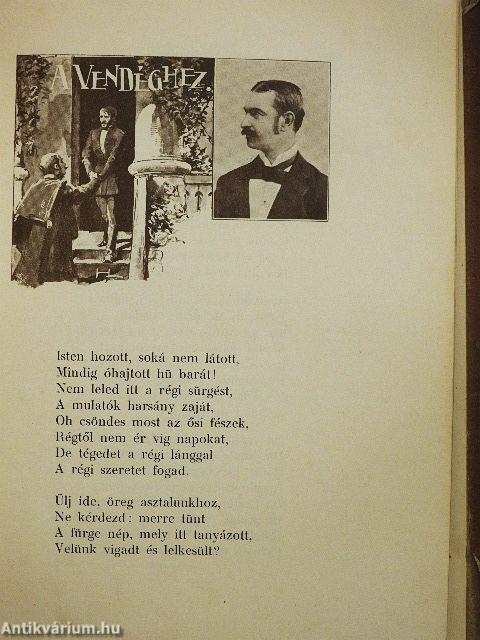 A VENDÉGHEZ.
Isten hozott, soká nem látott,
Mindig óhajtott hü barát!
Nem leled itt a régi sürgést,
A mulatók harsány zaját,
Oh csöndes most az ősi fészek,
Régtől nem ér vig napokat,
De tégedet a régi lánggal
A régi szeretet fogad.
Ülj ide, öreg asztalunkhoz,
Ne kérdezd: merre tünt
A fürge nép, mely itt tanyázott,
Velünk vigadt és lelkesült?
Antikvárium.hu